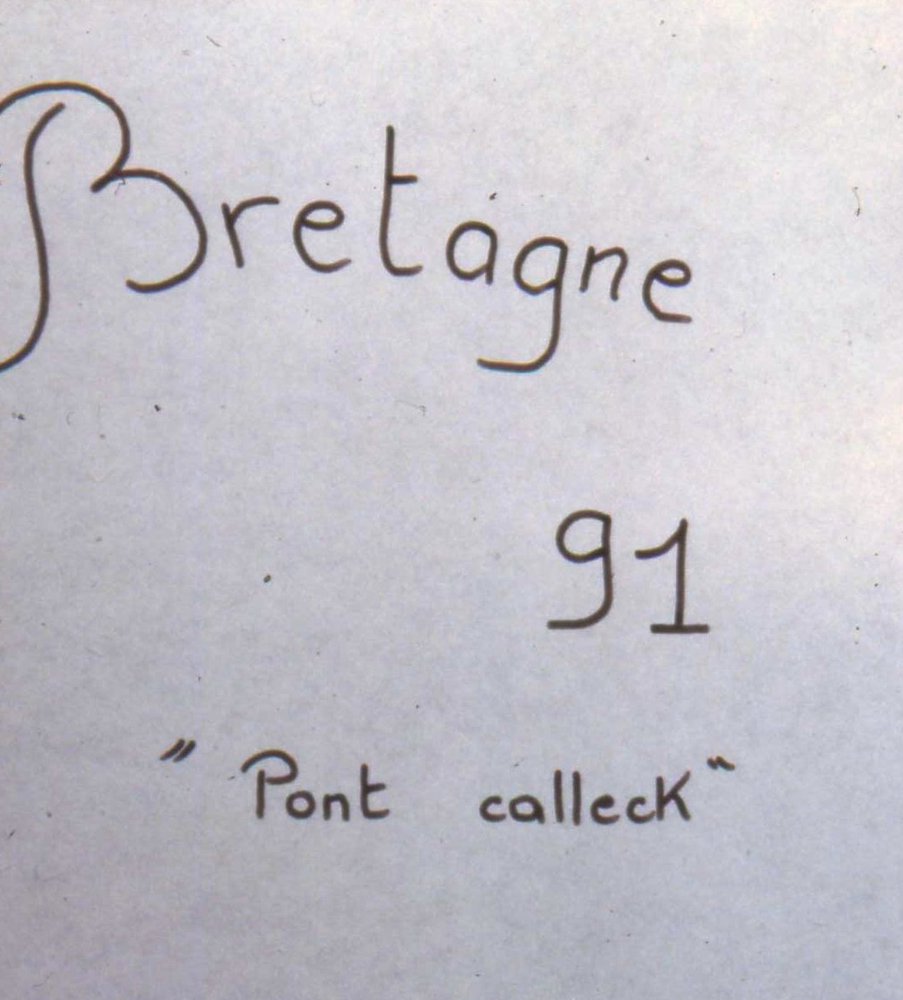 Bretagne
91
" Pont calleck "